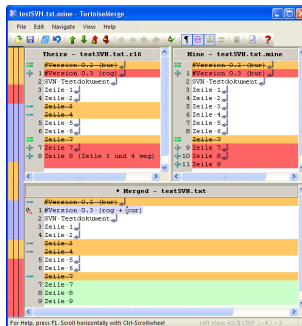 testSVN.txt.mine - TortoiseMerge
File Edit Navigate View Help
Theirs - testSVN.txt.r16
#Version 0.2 (bur)
1 #Version 0.3 (rog)
2 SVN-Testdokument
3 Zeile 1
4 Zeile 2
Zeile 3
Zeile 4
5 Zeile 5
6 Zeile 6
Zeile 7
7 Zeile 7
8 Zeile 8 (Zeile 3 und 4 weg)
Mine - testSVN.txt.mine
#Version 0.2 (bur)
1 #Version 0.3 (bur)
2 SVN-Testdokument
3 Zeile 1
4 Zeile 2
5 Zeile 3
6 Zeile 4
7 Zeile 5
8 Zeile 6
Zeile 7
9 Zeile 7
10 Zeile 8
11 Zeile 9
* Merged - testSVN.txt
#Version 0.2 (bur)
1 #Version 0.3 (rog + bur)
2 SVN-Testdokument
3 Zeile 1
4 Zeile 2
Zeile 3
Zeile 4
5 Zeile 5
6 Zeile 6
Zeile 7
7 Zeile 7
8 Zeile 8
9 Zeile 9
For Help, press F1. Scroll horizontally with Ctrl-Scrollwheel
Left View: ASCII CRLF / -4 / + 3